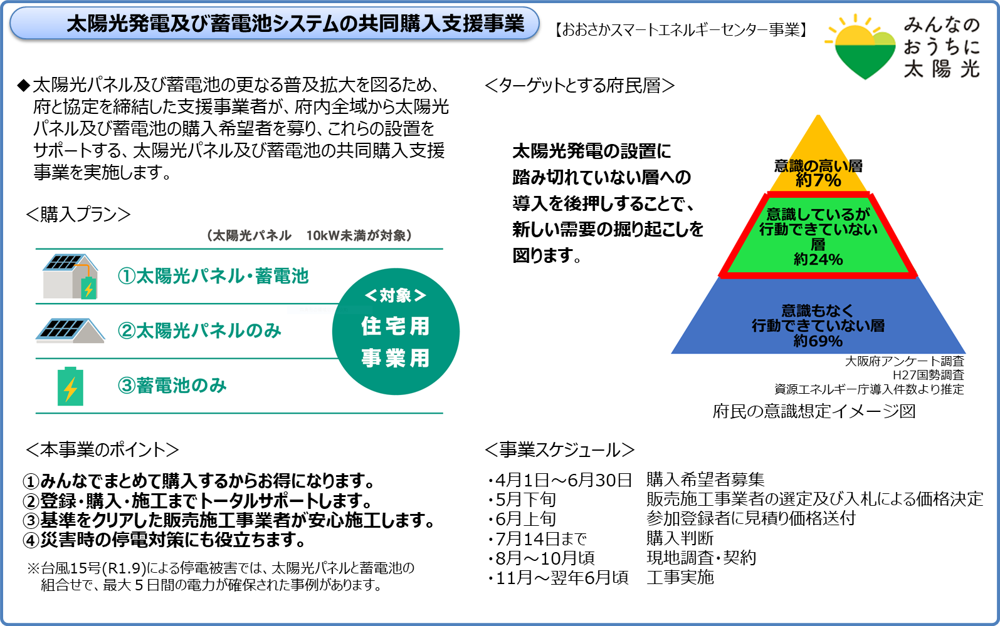 太陽光発電及び蓄電池システムの共同購入支援事業
【おおさかスマートエネルギーセンター事業】
みんなの
おうちに
太陽光
◆太陽光パネル及び蓄電池の更なる普及拡大を図るため、
府と協定を締結した支援事業者が、府内全域から太陽光
パネル及び蓄電池の購入希望者を募り、これらの設置を
サポートする、太陽光パネル及び蓄電池の共同購入支援
事業を実施します。
＜購入プラン＞
（太陽光パネル　10kW未満が対象）
①太陽光パネル・蓄電池
②太陽光パネルのみ
③蓄電池のみ
＜対象＞
住宅用
事業用
＜本事業のポイント＞
①みんなでまとめて購入するからお得になります。
②登録・購入・施工までトータルサポートします。
③基準をクリアした販売施工事業者が安心施工します。
④災害時の停電対策にも役立ちます。
※台風15号(R1.9)による停電被害では、太陽光パネルと蓄電池の
組合せで、最大５日間の電力が確保された事例があります。
＜ターゲットとする府民層＞
太陽光発電の設置に
踏み切れていない層への
導入を後押しすることで、
新しい需要の掘り起こしを
図ります。
意識の高い層
約7%
意識しているが
行動できていない
層
約24%
意識もなく
行動できていない層
約69%
大阪府アンケート調査
H27国勢調査
資源エネルギー庁導入件数より推定
府民の意識想定イメージ図
＜事業スケジュール＞
・4月1日～6月30日　購入希望者募集
・5月下旬　販売施工事業者の選定及び入札による価格決定
・6月上旬　参加登録者に見積り価格送付
・7月14日まで　購入判断
・8月～10月頃　現地調査・契約
・11月～翌年6月頃　工事実施